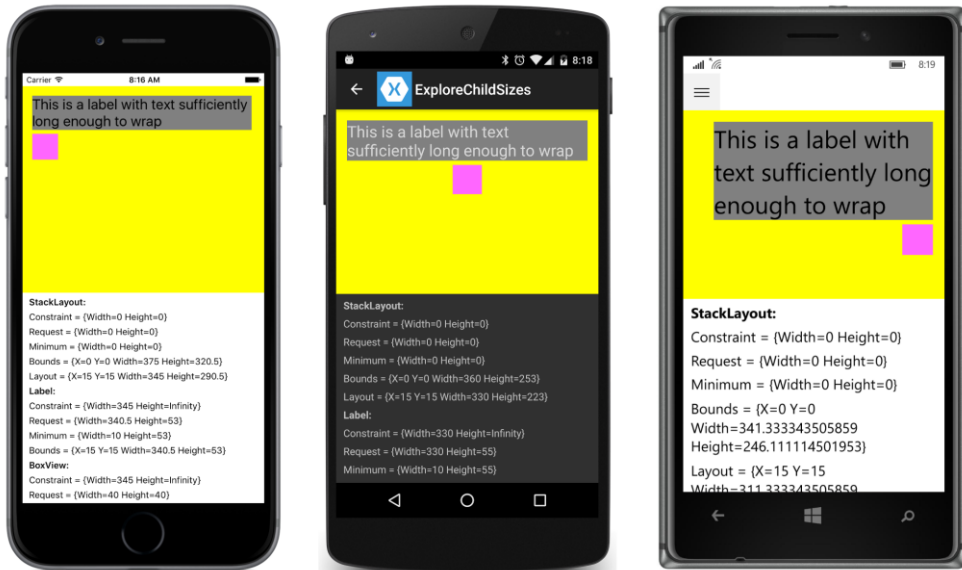 Carrier
8:16 AM
This is a label with text sufficiently
long enough to wrap
StackLayout:
Constraint = {Width=0 Height=0}
Request = {Width=0 Height=0}
Minimum = {Width=0 Height=0}
Bounds = {X=0 Y=0 Width=375 Height=320.5}
Layout = {X=15 Y=15 Width=345 Height=290.5}
Label:
Constraint = {Width=345 Height=Infinity}
Request = {Width=340.5 Height=53}
Minimum = {Width=10 Height=53}
Bounds = {X=15 Y=15 Width=340.5 Height=53}
BoxView:
Constraint = {Width=345 Height=Infinity}
Request = {Width=40 Height=40}
8:18
ExploreChildSizes
This is a label with text
sufficiently long enough to wrap
StackLayout:
Constraint = {Width=0 Height=0}
Request = {Width=0 Height=0}
Minimum = {Width=0 Height=0}
Bounds = {X=0 Y=0 Width=360 Height=253}
Layout = {X=15 Y=15 Width=330 Height=223}
Label:
Constraint = {Width=330 Height=Infinity}
Request = {Width=330 Height=55}
Minimum = {Width=10 Height=55}
8:19
This is a label with
text sufficiently long
enough to wrap
StackLayout:
Constraint = {Width=0 Height=0}
Request = {Width=0 Height=0}
Minimum = {Width=0 Height=0}
Bounds = {X=0 Y=0
Width=341.333343505859
Height=246.111114501953}
Layout = {X=15 Y=15
Width=311.333343505859